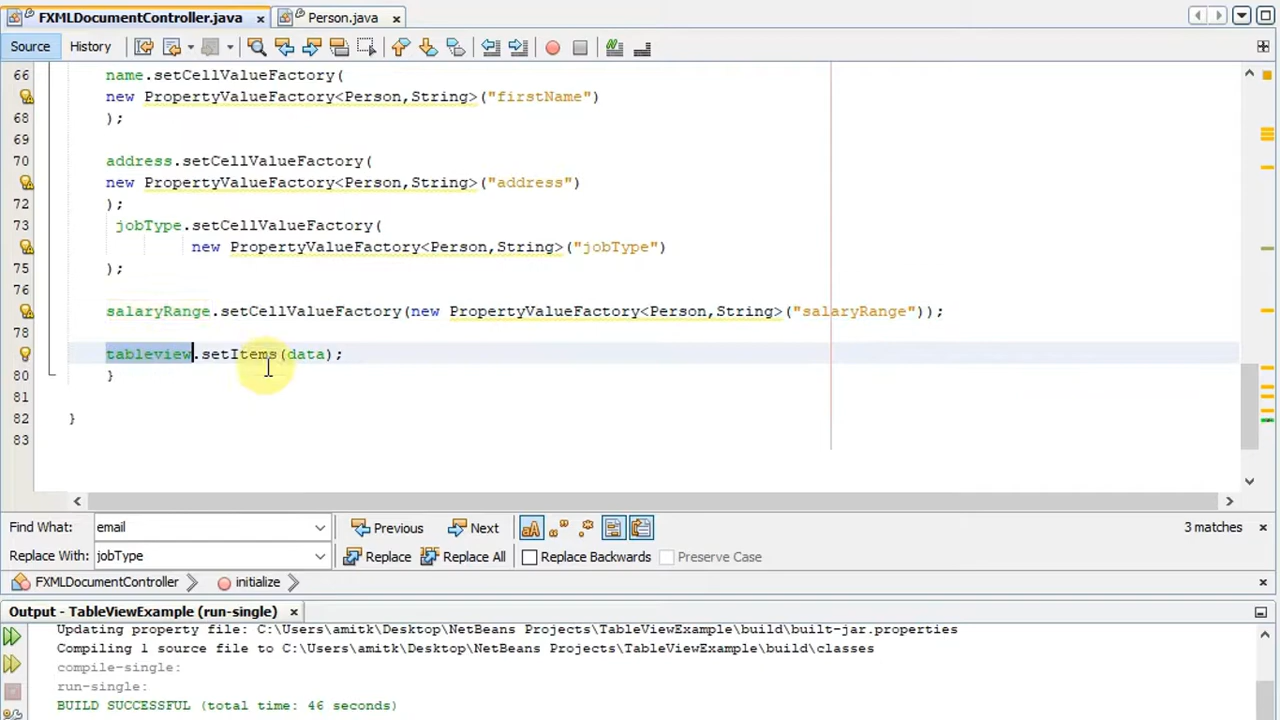 FXMLDocumentController.java Person.java
Source History
66 name.setCellValueFactory(
new PropertyValueFactory<Person,String>("firstName")
68 );
69
70 address.setCellValueFactory(
new PropertyValueFactory<Person,String>("address")
72 );
73 jobType.setCellValueFactory(
new PropertyValueFactory<Person,String>("jobType")
75 );
76
salaryRange.setCellValueFactory(new PropertyValueFactory<Person,String>("salaryRange"));
78
tableview.setItems(data);
80 }
81
82 }
83
Find What: email Previous Next 3 matches
Replace With: jobType Replace Replace All Replace Backwards Preserve Case
FXMLDocumentController initialize
Output - TableViewExample (run-single)
Updating property file: C:\Users\amitk\Desktop\NetBeans Projects\TableViewExample\build\built-jar.properties
Compiling 1 source file to C:\Users\amitk\Desktop\NetBeans Projects\TableViewExample\build\classes
compile-single:
run-single:
BUILD SUCCESSFUL (total time: 46 seconds)